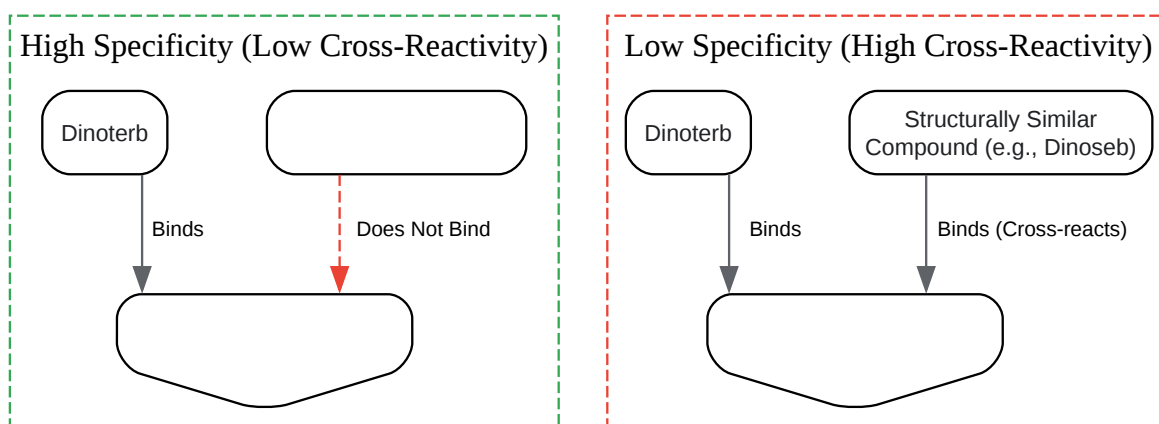 High Specificity (Low Cross-Reactivity)
Dinoterb
Binds
Does Not Bind
Low Specificity (High Cross-Reactivity)
Dinoterb
Structurally Similar
Compound (e.g., Dinoseb)
Binds
Binds (Cross-reacts)